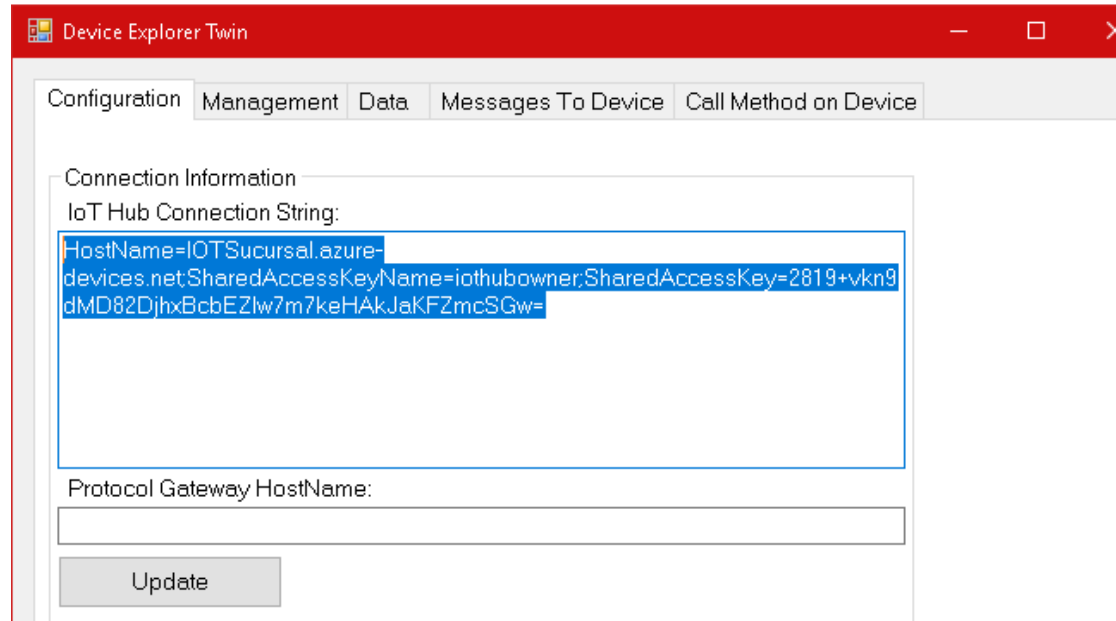 Device Explorer Twin
Configuration Management Data Messages To Device Call Method on Device
Connection Information
IoT Hub Connection String:
HostName=IOTSucursal.azure-
devices.net;SharedAccessKeyName=iothubowner;SharedAccessKey=2819+vkn9
dMD82DjhxBcbEZlw7m7keHAkJaKFZmcSGw=
Protocol Gateway HostName:
Update